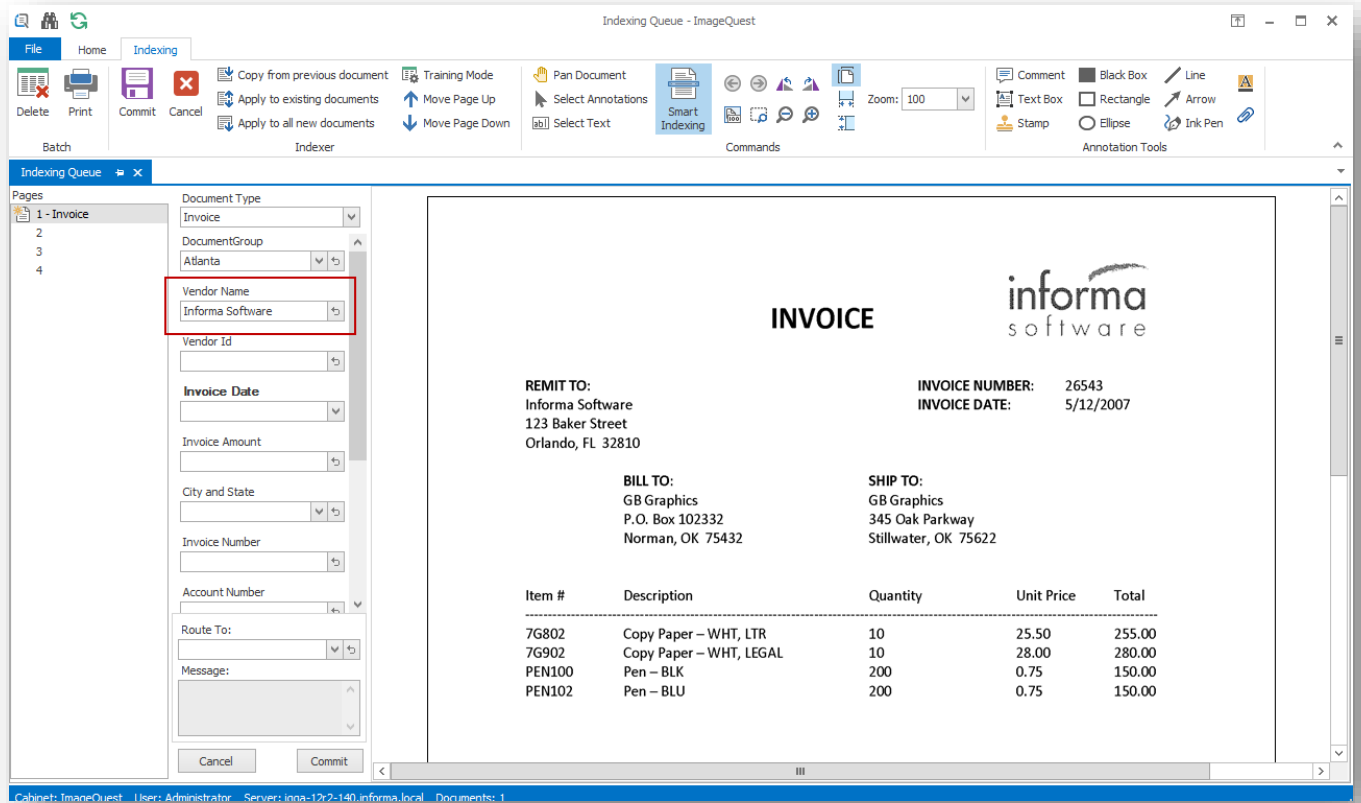 Indexing Queue - ImageQuest
File Home Indexing
Delete Print
Batch
Commit Cancel
Copy from previous document Training Mode
Apply to existing documents Move Page Up
Apply to all new documents Move Page Down
Indexer
Pan Document
Select Annotations
Select Text
Smart Indexing
Zoom: 100
Commands
Comment Black Box Line
Text Box Rectangle Arrow
Stamp Ellipse Ink Pen
Annotation Tools
Indexing Queue
Pages
1 - Invoice
2
3
4
Document Type
Invoice
DocumentGroup
Atlanta
Vendor Name
Informa Software
Vendor Id
Invoice Date
Invoice Amount
City and State
Invoice Number
Account Number
Route To:
Message:
Cancel Commit
informa
software
INVOICE
REMIT TO:
Informa Software
123 Baker Street
Orlando, FL 32810
INVOICE NUMBER: 26543
INVOICE DATE: 5/12/2007
BILL TO:
GB Graphics
P.O. Box 102332
Norman, OK 75432
SHIP TO:
GB Graphics
345 Oak Parkway
Stillwater, OK 75622
Item # Description Quantity Unit Price Total
7G802 Copy Paper – WHT, LTR 10 25.50 255.00
7G902 Copy Paper – WHT, LEGAL 10 28.00 280.00
PEN100 Pen – BLK 200 0.75 150.00
PEN102 Pen – BLU 200 0.75 150.00
Cabinet: ImageQuest User: Administrator Server: iqqa-12r2-140.informa.local Documents: 1